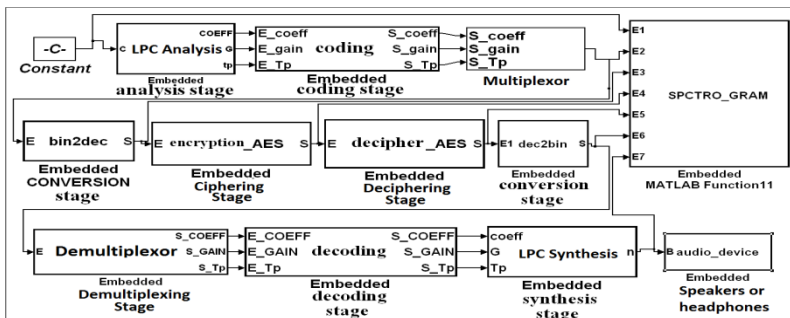 -C-
Constant
C
LPC Analysis
COEFF
G
tp
Embedded
analysis stage
E_coeff
E_gain
E_Tp
coding
S_coeff
S_gain
S_Tp
Embedded
coding stage
S_coeff
S_gain
S_Tp
Multiplexor
E1
E2
E3
E4
E5
E6
E7
SPCTRO_GRAM
Embedded
MATLAB Function11
E
bin2dec
S
Embedded
CONVERSION
stage
E
encryption_AES
S
Embedded
Ciphering
Stage
E
decipher_AES
S
Embedded
Deciphering
Stage
E1
dec2bin
S
Embedded
conversion
stage
E
Demultiplexor
S_COEFF
S_GAIN
S_Tp
Embedded
Demultiplexing
Stage
E_COEFF
E_GAIN
E_Tp
decoding
S_COEFF
S_GAIN
S_Tp
Embedded
decoding
stage
coeff
G
Tp
LPC Synthesis
n
Embedded
synthesis stage
B
audio_device
Embedded
Speakers or
headphones